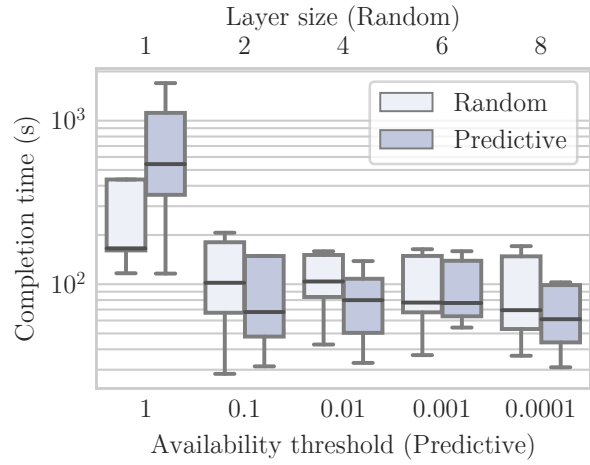 Layer size (Random)
1 2 4 6 8
Completion time (s)
10³
10²
Random
Predictive
1 0.1 0.01 0.001 0.0001
Availability threshold (Predictive)